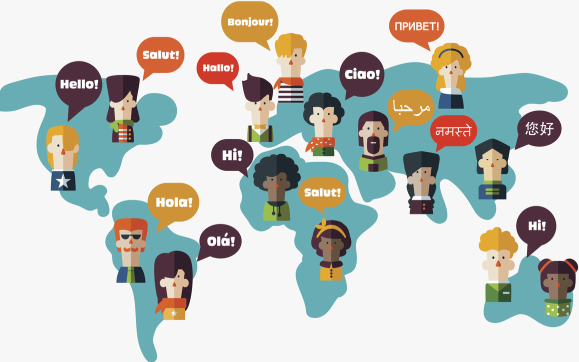 Bonjour!
ПРИВЕТ!
Salut!
Hallo!
Ciao!
Hello!
مرحبا
नमस्ते
您好
Hi!
Salut!
Hola!
Olá!
Hi!